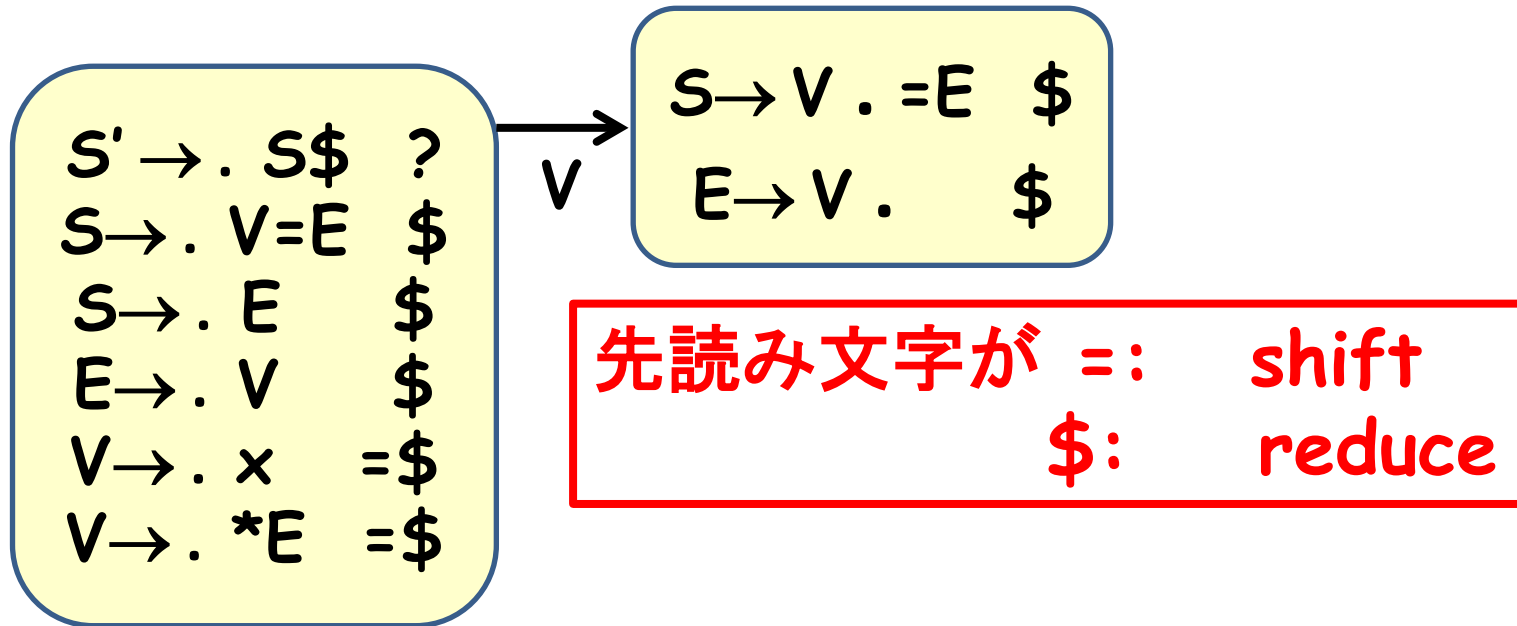 S' → . S$ ?
S→ . V=E $
S→ . E $
E→ . V $
V→ . x =$
V→ . *E =$
V
S→ V . =E $
E→ V . $
先読み文字が =: shift
$: reduce